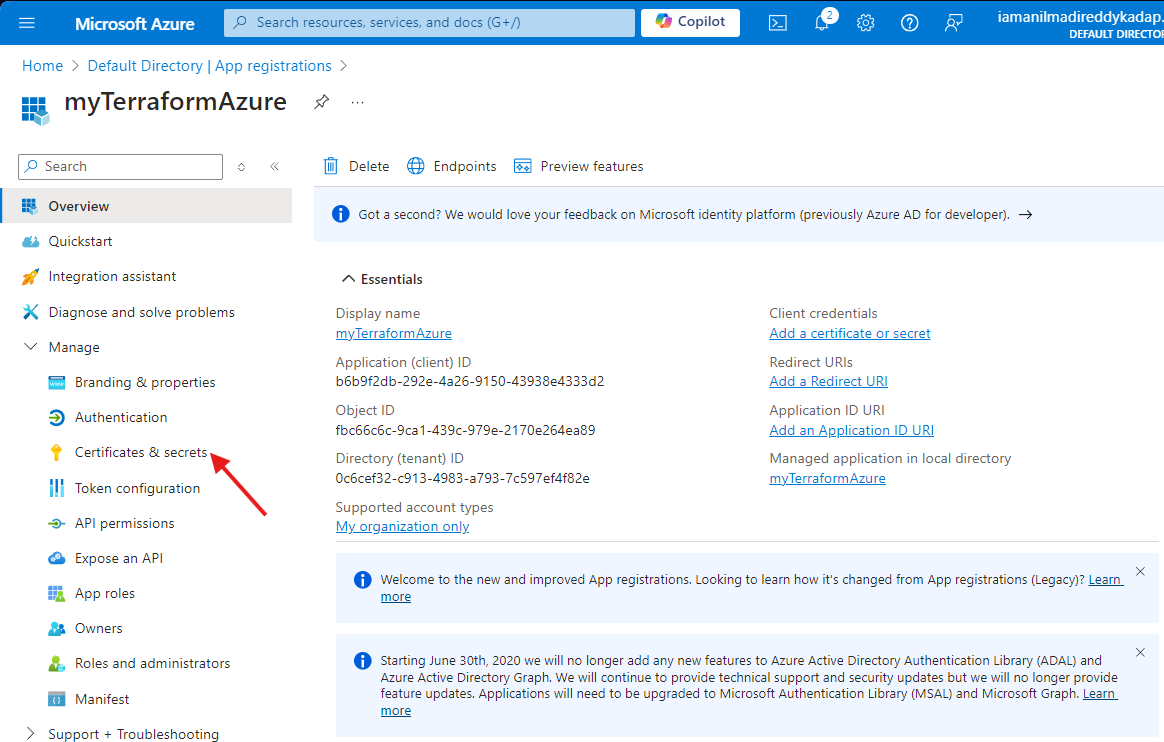 Microsoft Azure
Search resources, services, and docs (G+/)
Copilot
2
iamanilmadireddykadap.
DEFAULT DIRECTOR
Home > Default Directory | App registrations >
myTerraformAzure
...
Search
Overview
Quickstart
Integration assistant
Diagnose and solve problems
Manage
Branding & properties
Authentication
Certificates & secrets
Token configuration
API permissions
Expose an API
App roles
Owners
Roles and administrators
Manifest
Support + Troubleshooting
Delete
Endpoints
Preview features
Got a second? We would love your feedback on Microsoft identity platform (previously Azure AD for developer). →
Essentials
Display name
myTerraformAzure
Application (client) ID
b6b9f2db-292e-4a26-9150-43938e4333d2
Object ID
fbc66c6c-9ca1-439c-979e-2170e264ea89
Directory (tenant) ID
0c6cef32-c913-4983-a793-7c597ef4f82e
Supported account types
My organization only
Client credentials
Add a certificate or secret
Redirect URIs
Add a Redirect URI
Application ID URI
Add an Application ID URI
Managed application in local directory
myTerraformAzure
Welcome to the new and improved App registrations. Looking to learn how it's changed from App registrations (Legacy)? Learn
more
Starting June 30th, 2020 we will no longer add any new features to Azure Active Directory Authentication Library (ADAL) and
Azure Active Directory Graph. We will continue to provide technical support and security updates but we will no longer provide
feature updates. Applications will need to be upgraded to Microsoft Authentication Library (MSAL) and Microsoft Graph. Learn
more